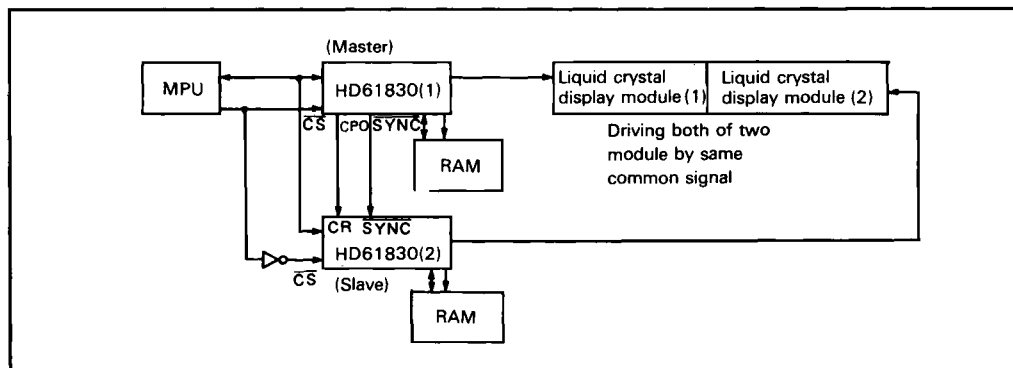 (Master)
MPU
HD61830(1)
CS CPO SYNC
RAM
Liquid crystal
display module (1)
Liquid crystal
display module (2)
Driving both of two
module by same
common signal
CR SYNC
HD61830(2)
CS
(Slave)
RAM